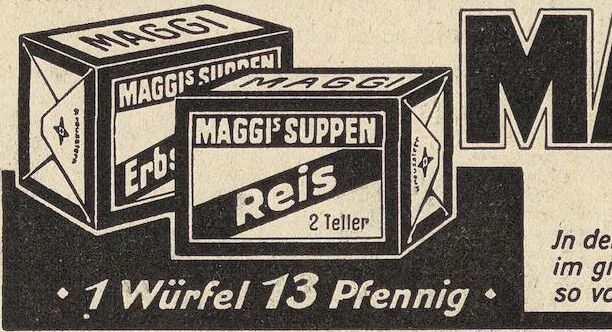 MAGGI
MAGGIS SUPPEN
Erbs
MAGGI
MAGGIS SUPPEN
Reis
2 Teller
• 1 Würfel 13 Pfennig •
MA
Jn de
im g
so v